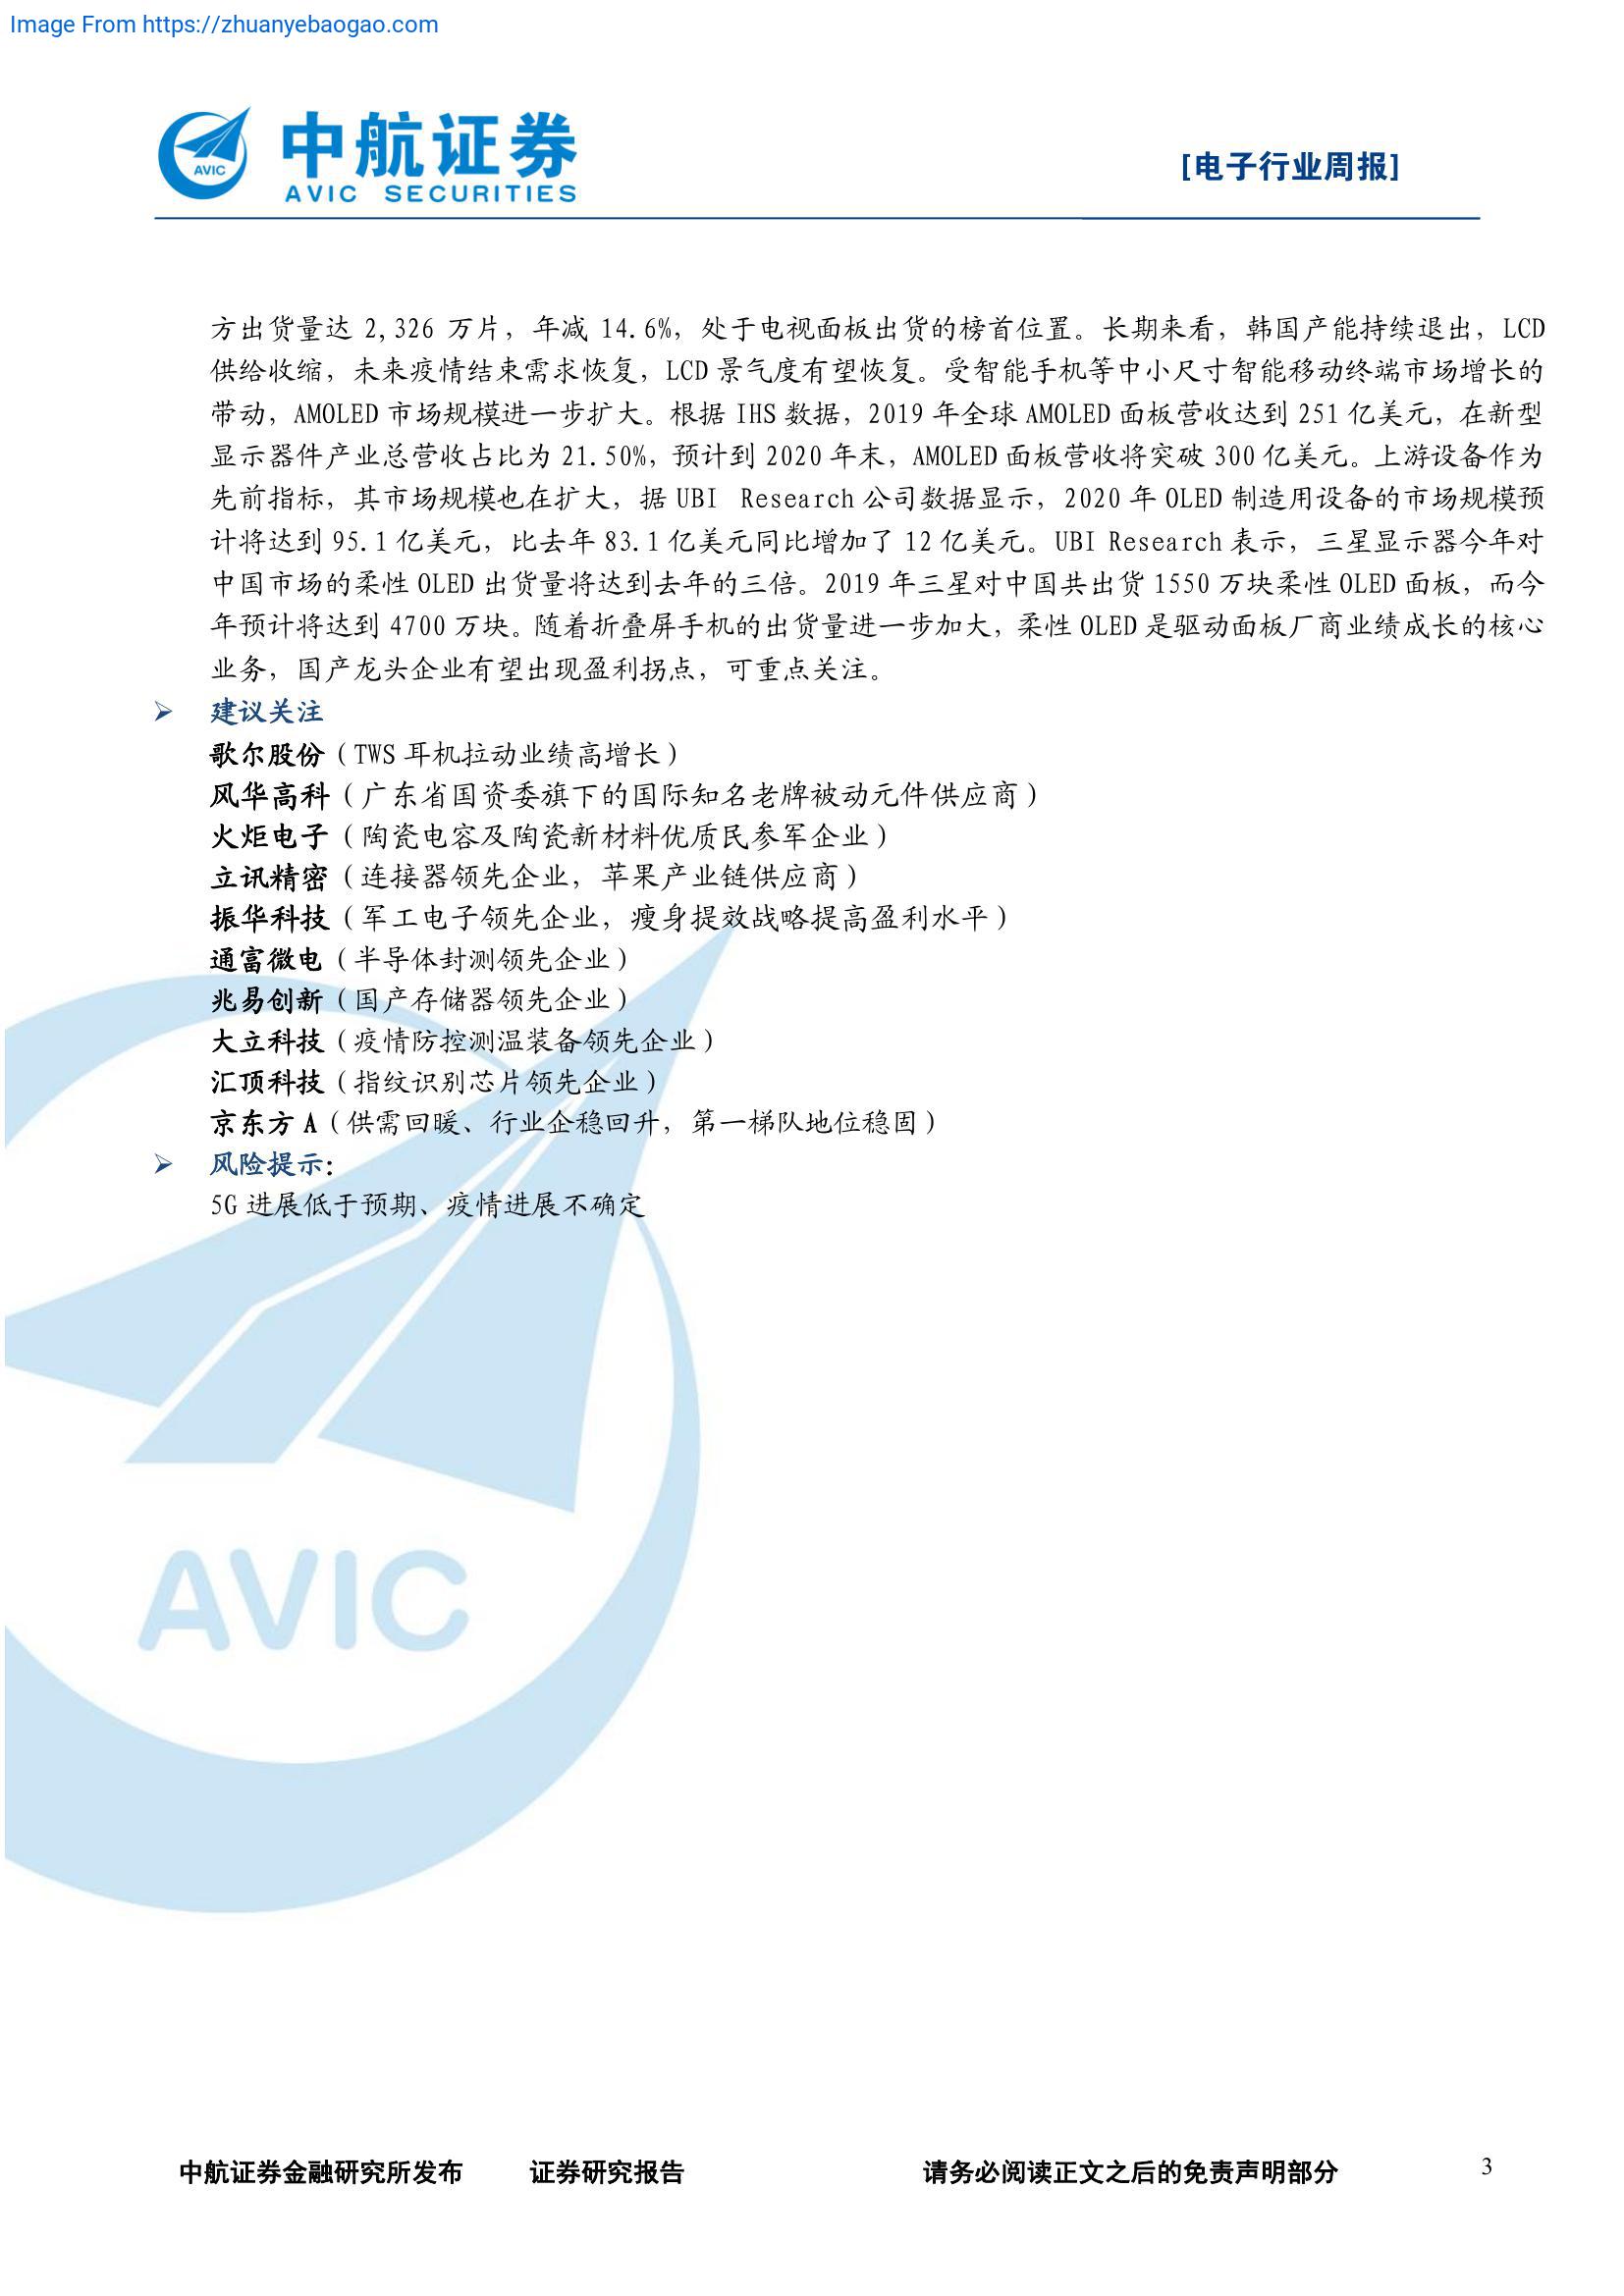 Image From https://zhuanyebaogao.com
中航证券
AVIC SECURITIES
AVIC
[电子行业周报]
方出货量达 2,326 万片，年减 14.6%，处于电视面板出货的榜首位置。长期来看，韩国产能持续退出，LCD
供给收缩，未来疫情结束需求恢复，LCD 景气度有望恢复。受智能手机等中小尺寸智能移动终端市场增长的
带动，AMOLED 市场规模进一步扩大。根据 IHS 数据，2019 年全球 AMOLED 面板营收达到 251 亿美元，在新型
显示器件产业总营收占比为 21.50%，预计到 2020 年末，AMOLED 面板营收将突破 300 亿美元。上游设备作为
先前指标，其市场规模也在扩大，据 UBI Research 公司数据显示，2020 年 OLED 制造用设备的市场规模预
计将达到 95.1 亿美元，比去年 83.1 亿美元同比增加了 12 亿美元。UBI Research 表示，三星显示器今年对
中国市场的柔性 OLED 出货量将达到去年的三倍。2019 年三星对中国共出货 1550 万块柔性 OLED 面板，而今
年预计将达到 4700 万块。随着折叠屏手机的出货量进一步加大，柔性 OLED 是驱动面板厂商业绩成长的核心
业务，国产龙头企业有望出现盈利拐点，可重点关注。
➢ 建议关注
歌尔股份（TWS 耳机拉动业绩高增长）
风华高科（广东省国资委旗下的国际知名老牌被动元件供应商）
火炬电子（陶瓷电容及陶瓷新材料优质民参军企业）
立讯精密（连接器领先企业，苹果产业链供应商）
振华科技（军工电子领先企业，瘦身提效战略提高盈利水平）
通富微电（半导体封测领先企业）
兆易创新（国产存储器领先企业）
大立科技（疫情防控测温装备领先企业）
汇顶科技（指纹识别芯片领先企业）
京东方 A（供需回暖、行业企稳回升，第一梯队地位稳固）
➢ 风险提示：
5G 进展低于预期、疫情进展不确定
AVIC
中航证券金融研究所发布 证券研究报告 请务必阅读正文之后的免责声明部分 3